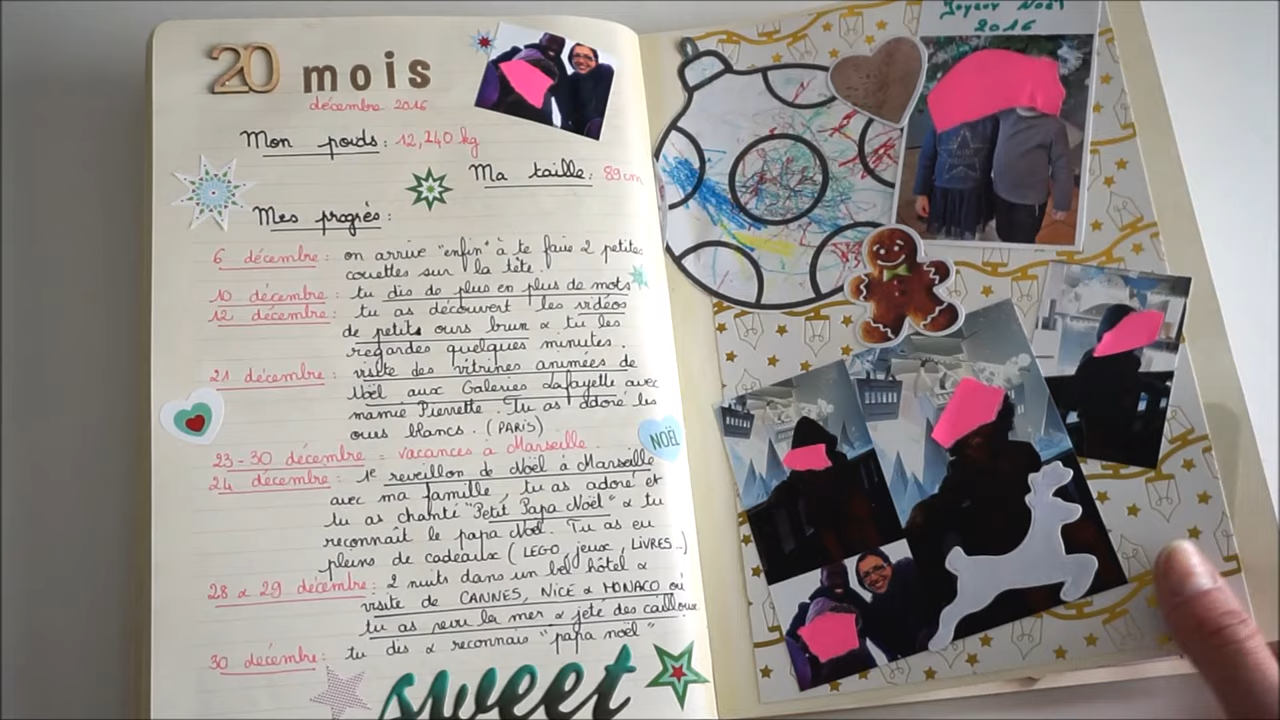 20 mois
décembre 2016
Mon poids : 12,240 kg
Ma taille : 89 cm
Mes progrès :
6 décembre : on arrive "enfin" à te faire 2 petites
couettes sur la tête.
10 décembre : tu dis de plus en plus de mots
12 décembre : tu as découvert les vidéos
de petit ours brun & tu les
regardes quelques minutes.
21 décembre : visite des vitrines animées de
Noël aux Galeries Lafayette avec
mamie Pierrette. Tu as adoré les
ours blancs. (PARIS)
23-30 décembre = vacances à Marseille.
24 décembre : 1e reveillon de Noël à Marseille
avec ma famille, tu as adoré et
tu as chanté "Petit Papa Noël" & tu
reconnait le papa Noël. Tu as eu
pleins de cadeaux (LEGO, jeux, LIVRES...)
28 & 29 décembre : 2 nuits dans un bel hôtel &
visite de CANNES, NICE & MONACO où
tu as revu la mer & jeté des cailloux
30 décembre : tu dis & reconnais "papa noël"
sweet
NOËL
Joyeux Noël
2016